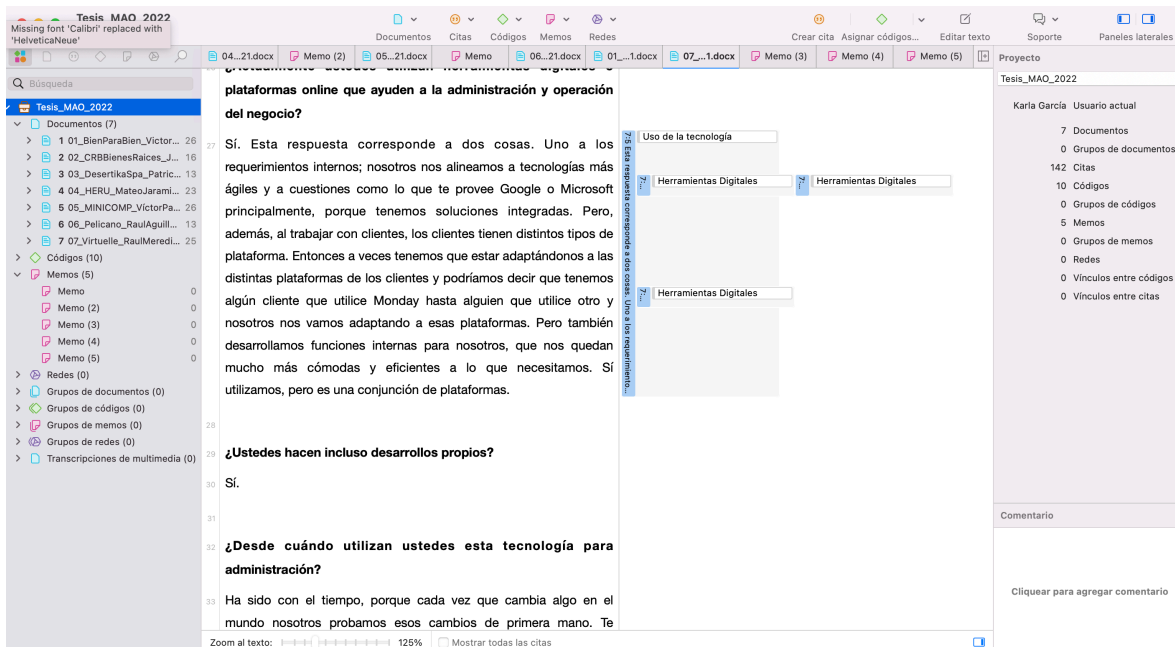 Tesis_MAO_2022
Missing font 'Calibri' replaced with
'HelveticaNeue'
Documentos
Citas
Códigos
Memos
Redes
Crear cita
Asignar códigos...
Editar texto
Soporte
Paneles laterales
04...21.docx
Memo (2)
05...21.docx
Memo
06...21.docx
01_...1.docx
07_...1.docx
Memo (3)
Memo (4)
Memo (5)
Búsqueda
Tesis_MAO_2022
Documentos (7)
1 01_BienParaBien_Victor... 26
2 02_CRBBienesRaices_J... 16
3 03_DesertikaSpa_Patric... 13
4 04_HERU_MateoJarami... 23
5 05_MINICOMP_VíctorPa... 26
6 06_Pelicano_RaulAguill... 13
7 07_Virtuelle_RaulMeredi... 25
Códigos (10)
Memos (5)
Memo 0
Memo (2) 0
Memo (3) 0
Memo (4) 0
Memo (5) 0
Redes (0)
Grupos de documentos (0)
Grupos de códigos (0)
Grupos de memos (0)
Grupos de redes (0)
Transcripciones de multimedia (0)
¿Actualmente ustedes utilizan herramientas digitales o
plataformas online que ayuden a la administración y operación
del negocio?
27 Sí. Esta respuesta corresponde a dos cosas. Uno a los
requerimientos internos; nosotros nos alineamos a tecnologías más
ágiles y a cuestiones como lo que te provee Google o Microsoft
principalmente, porque tenemos soluciones integradas. Pero,
además, al trabajar con clientes, los clientes tienen distintos tipos de
plataforma. Entonces a veces tenemos que estar adaptándonos a las
distintas plataformas de los clientes y podríamos decir que tenemos
algún cliente que utilice Monday hasta alguien que utilice otro y
nosotros nos vamos adaptando a esas plataformas. Pero también
desarrollamos funciones internas para nosotros, que nos quedan
mucho más cómodas y eficientes a lo que necesitamos. Sí
utilizamos, pero es una conjunción de plataformas.
28
29 ¿Ustedes hacen incluso desarrollos propios?
30 Sí.
31
32 ¿Desde cuándo utilizan ustedes esta tecnología para
administración?
33 Ha sido con el tiempo, porque cada vez que cambia algo en el
mundo nosotros probamos esos cambios de primera mano. Te
7:5 Esta respuesta corresponde a dos cosas. Uno a los requerimiento...
Uso de la tecnología
7:...
Herramientas Digitales
7:...
Herramientas Digitales
7:...
Herramientas Digitales
Zoom al texto:
125%
Mostrar todas las citas
Proyecto
Tesis_MAO_2022
Karla García Usuario actual
7 Documentos
0 Grupos de documentos
142 Citas
10 Códigos
0 Grupos de códigos
5 Memos
0 Grupos de memos
0 Redes
0 Vínculos entre códigos
0 Vínculos entre citas
Comentario
Cliquear para agregar comentario